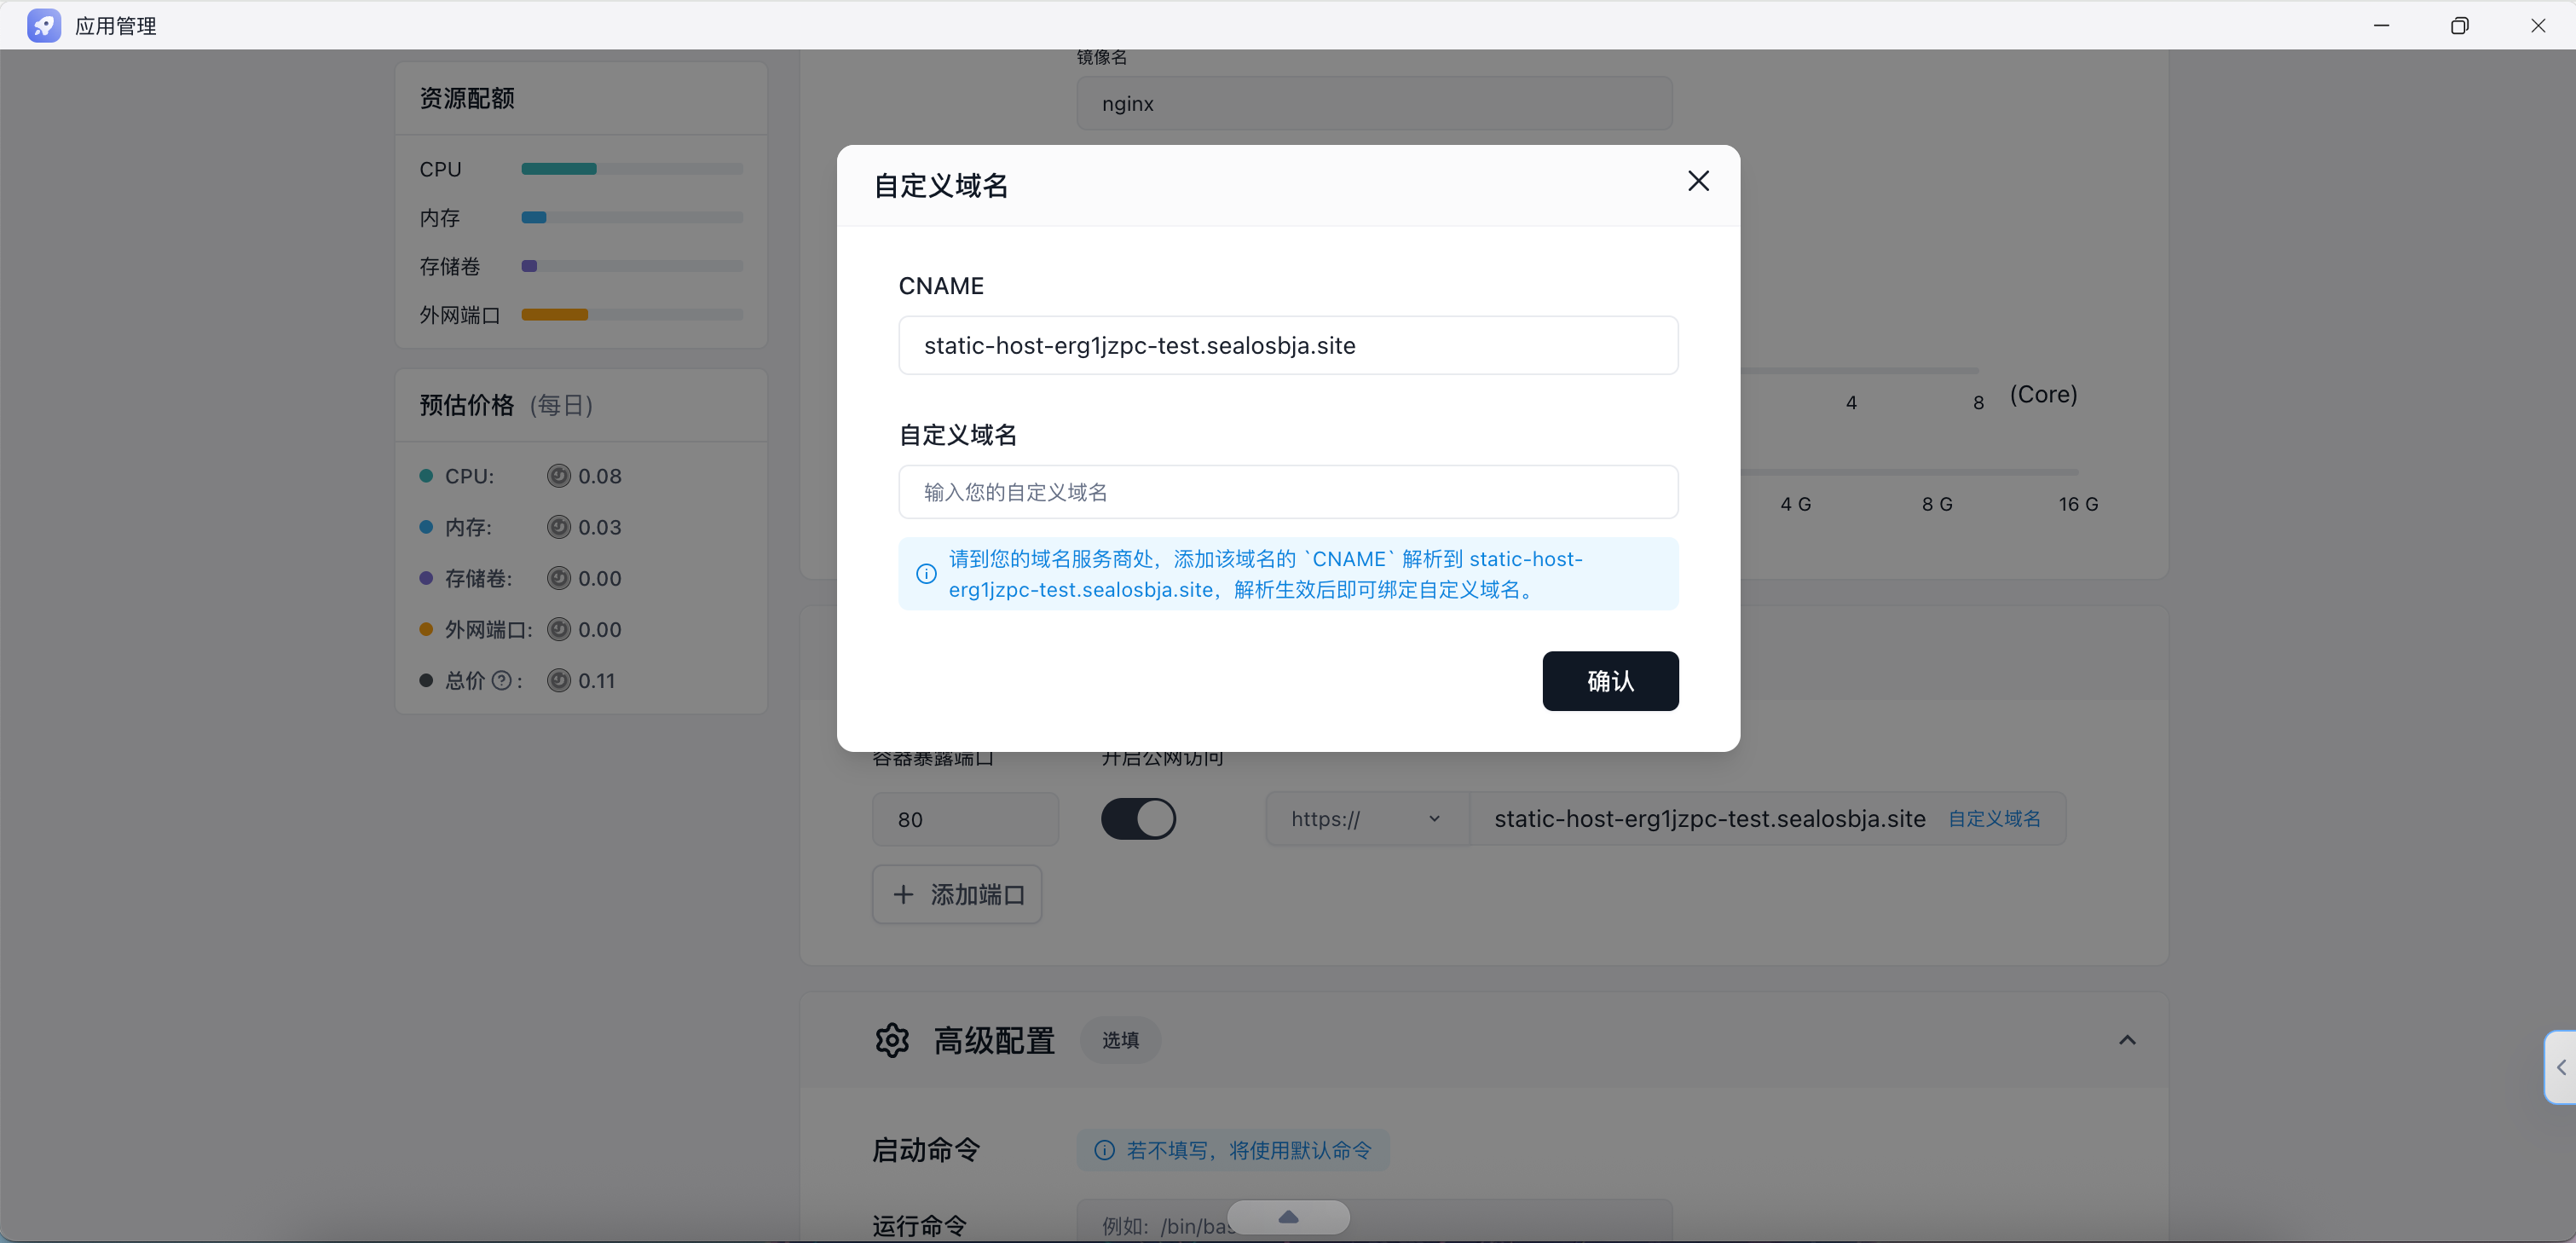 应用管理
资源配额
CPU
内存
存储卷
外网端口
预估价格 (每日)
CPU: 0.08
内存: 0.03
存储卷: 0.00
外网端口: 0.00
总价 ? : 0.11
镜像名
nginx
4 8 (Core)
4 G 8 G 16 G
自定义域名
CNAME
static-host-erg1jzpc-test.sealosbja.site
自定义域名
输入您的自定义域名
请到您的域名服务商处，添加该域名的 `CNAME` 解析到 static-host-
erg1jzpc-test.sealosbja.site，解析生效后即可绑定自定义域名。
确认
容器暴露端口 开启公网访问
80 https:// static-host-erg1jzpc-test.sealosbja.site 自定义域名
添加端口
高级配置 选填
启动命令 若不填写，将使用默认命令
运行命令 例如: /bin/bas